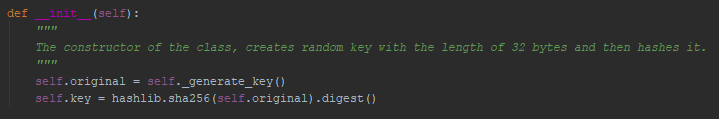 def __init__(self):
"""
The constructor of the class, creates random key with the length of 32 bytes and then hashes it.
"""
self.original = self._generate_key()
self.key = hashlib.sha256(self.original).digest()